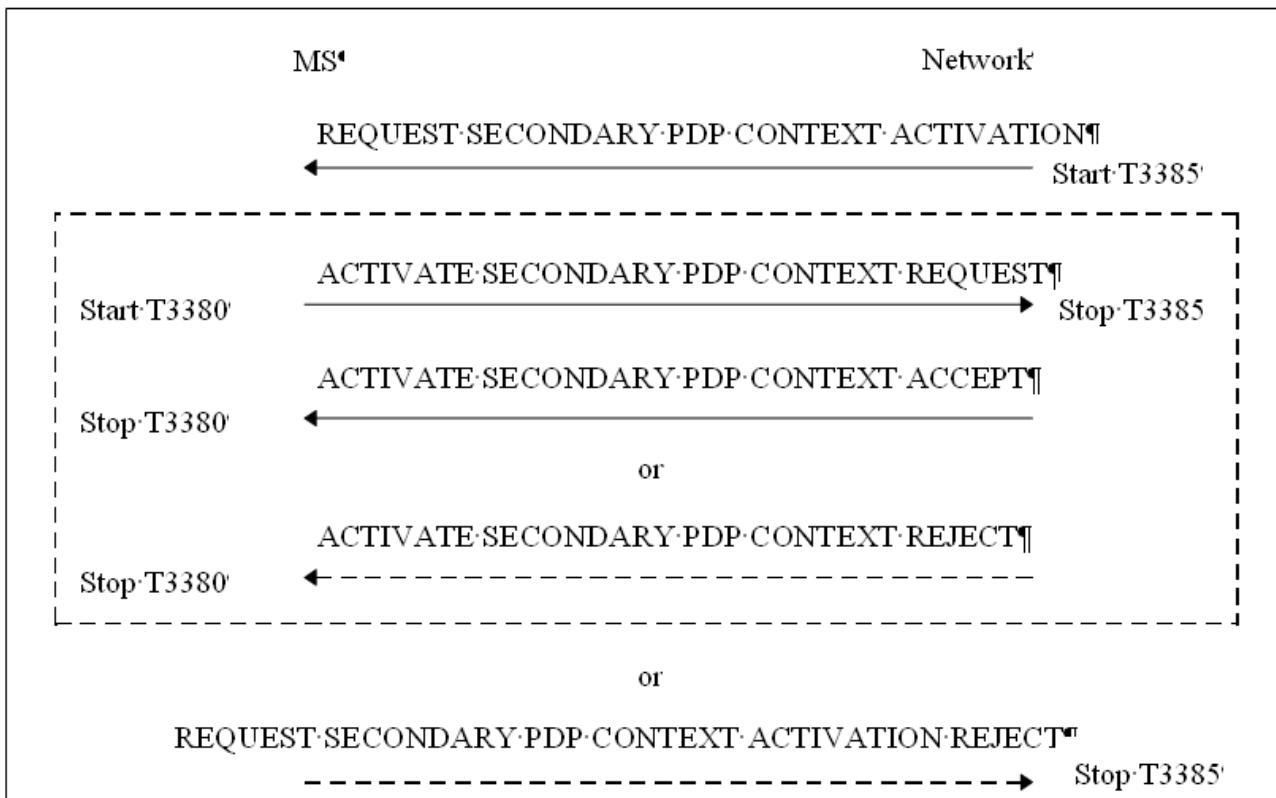 MS Network
REQUEST SECONDARY PDP CONTEXT ACTIVATION¶
Start T3385
ACTIVATE SECONDARY PDP CONTEXT REQUEST¶
Start T3380 Stop T3385
ACTIVATE SECONDARY PDP CONTEXT ACCEPT¶
Stop T3380
or
ACTIVATE SECONDARY PDP CONTEXT REJECT¶
Stop T3380
or
REQUEST SECONDARY PDP CONTEXT ACTIVATION REJECT¶
Stop T3385